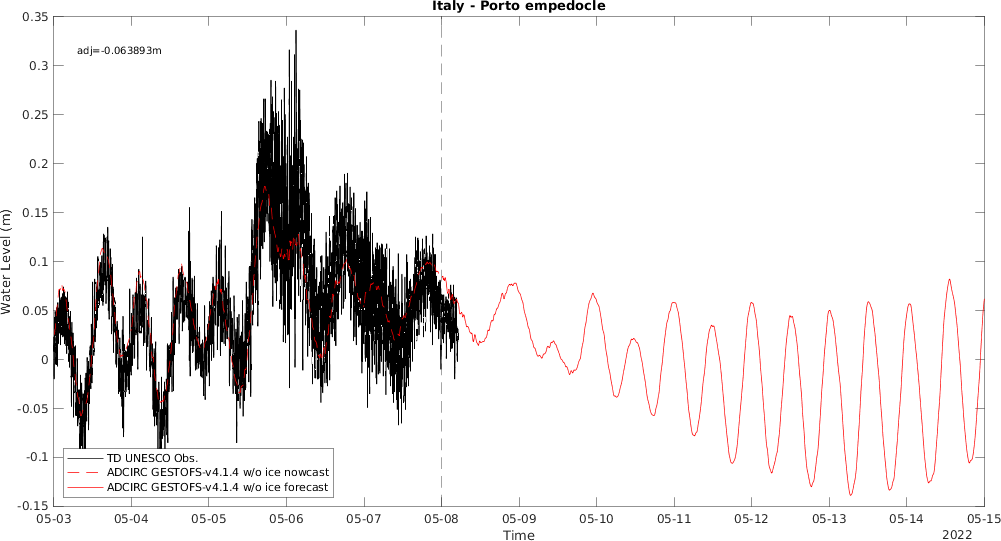 Italy - Porto empedocle
adj=-0.063893m
0.35
0.3
0.25
0.2
0.15
0.1
0.05
0
-0.05
-0.1
-0.15
Water Level (m)
TD UNESCO Obs.
ADCIRC GESTOFS-v4.1.4 w/o ice nowcast
ADCIRC GESTOFS-v4.1.4 w/o ice forecast
05-03 05-04 05-05 05-06 05-07 05-08 05-09 05-10 05-11 05-12 05-13 05-14 05-15
Time
2022